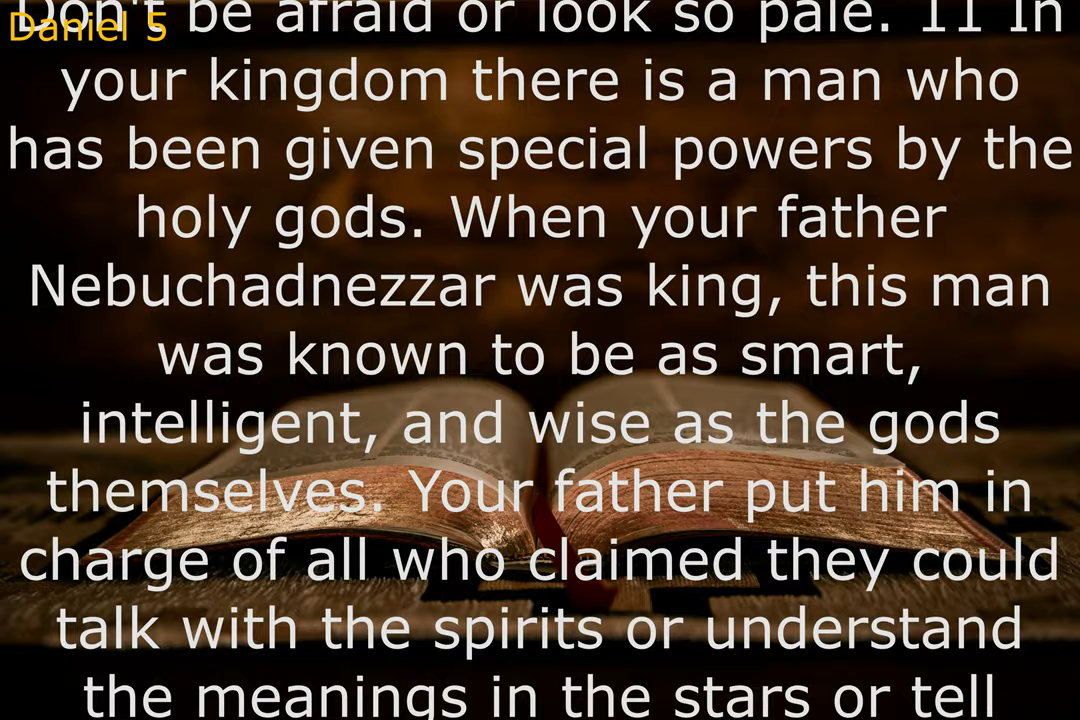 Don't be afraid or look so pale. 11 In
Daniel 5
your kingdom there is a man who
has been given special powers by the
holy gods. When your father
Nebuchadnezzar was king, this man
was known to be as smart,
intelligent, and wise as the gods
themselves. Your father put him in
charge of all who claimed they could
talk with the spirits or understand
the meanings in the stars or tell